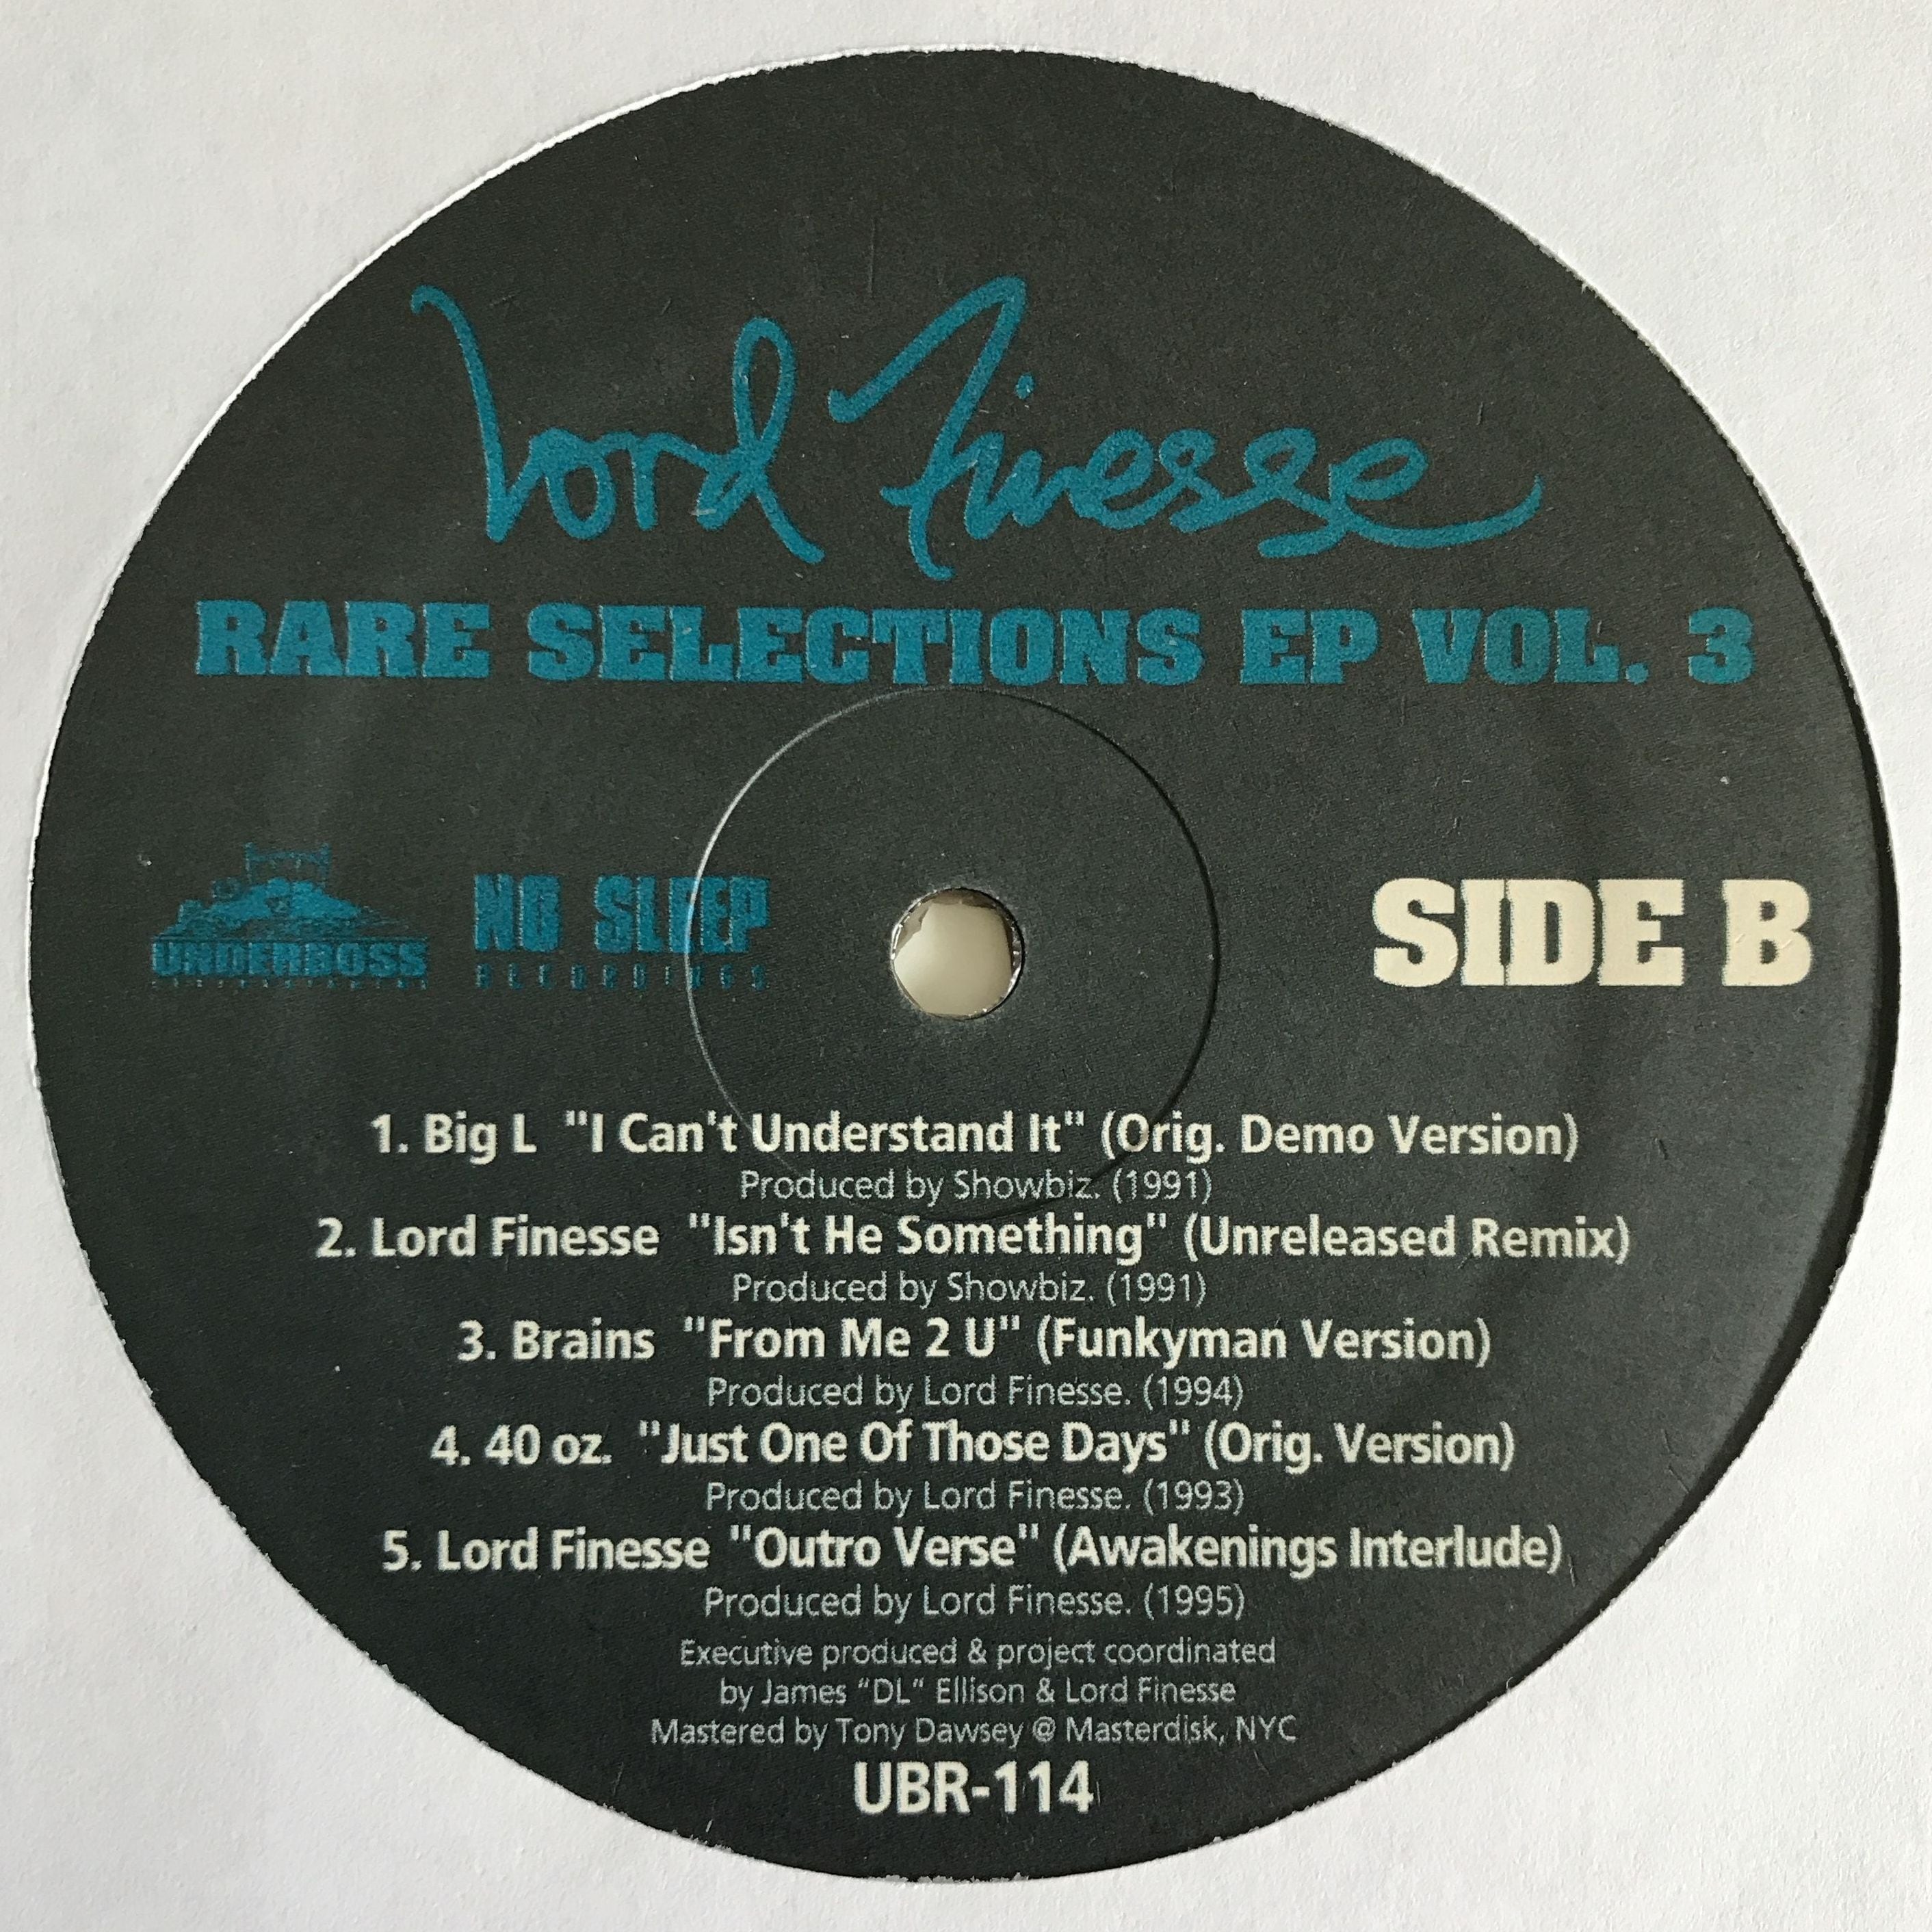 Lord Finesse
RARE SELECTIONS EP VOL. 3
UNDERBOSS
NO SLEEP
RECORDINGS
SIDE B
1. Big L "I Can't Understand It" (Orig. Demo Version)
Produced by Showbiz. (1991)
2. Lord Finesse "Isn't He Something" (Unreleased Remix)
Produced by Showbiz. (1991)
3. Brains "From Me 2 U" (Funkyman Version)
Produced by Lord Finesse. (1994)
4. 40 oz. "Just One Of Those Days" (Orig. Version)
Produced by Lord Finesse. (1993)
5. Lord Finesse "Outro Verse" (Awakenings Interlude)
Produced by Lord Finesse. (1995)
Executive produced & project coordinated
by James “DL” Ellison & Lord Finesse
Mastered by Tony Dawsey @ Masterdisk, NYC
UBR-114